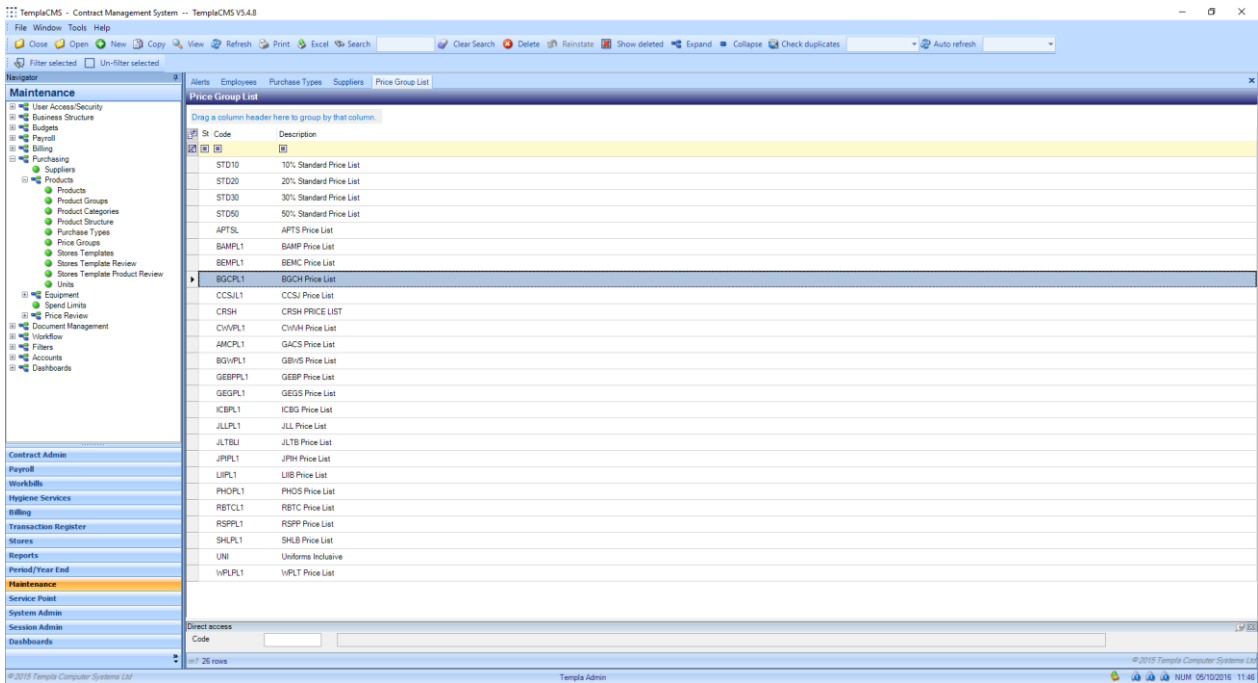 TemplaCMS - Contract Management System -- TemplaCMS V5.4.8
File Window Tools Help
Close Open New Copy View Refresh Print Excel Search Clear Search Delete Reinstate Show deleted Expand Collapse Check duplicates Auto refresh
Filter selected Un-filter selected
Navigator
Alerts Employees Purchase Types Suppliers Price Group List
Maintenance
Price Group List
User Access/Security
Business Structure
Budgets
Payroll
Billing
Purchasing
Suppliers
Products
Products
Product Groups
Product Categories
Product Structure
Purchase Types
Price Groups
Stores Templates
Stores Template Review
Stores Template Product Review
Units
Equipment
Spend Limits
Price Review
Document Management
Workflow
Filters
Accounts
Dashboards
Contract Admin
Payroll
Workbills
Hygiene Services
Billing
Transaction Register
Stores
Reports
Period/Year End
Maintenance
Service Point
System Admin
Session Admin
Dashboards
Drag a column header here to group by that column.
St Code Description
STD10 10% Standard Price List
STD20 20% Standard Price List
STD30 30% Standard Price List
STD50 50% Standard Price List
APTSL APTS Price List
BAMPL1 BAMP Price List
BEMPL1 BEMC Price List
BGCPL1 BGCH Price List
CCSJL1 CCSJ Price List
CRSH CRSH PRICE LIST
CWVPL1 CWVH Price List
AMCPL1 GACS Price List
BGWPL1 GBWS Price List
GEBPPL1 GEBP Price List
GEGPL1 GEGS Price List
ICBPL1 ICBG Price List
JLLPL1 JLL Price List
JLTBLI JLTB Price List
JPIPL1 JPIH Price List
LIIPL1 LIIB Price List
PHOPL1 PHOS Price List
RBTCL1 RBTC Price List
RSPPL1 RSPP Price List
SHLPL1 SHLB Price List
UNI Uniforms Inclusive
WPLPL1 WPLT Price List
Direct access
Code
26 rows
© 2015 Templa Computer Systems Ltd
© 2015 Templa Computer Systems Ltd Templa Admin NUM 05/10/2016 11:46